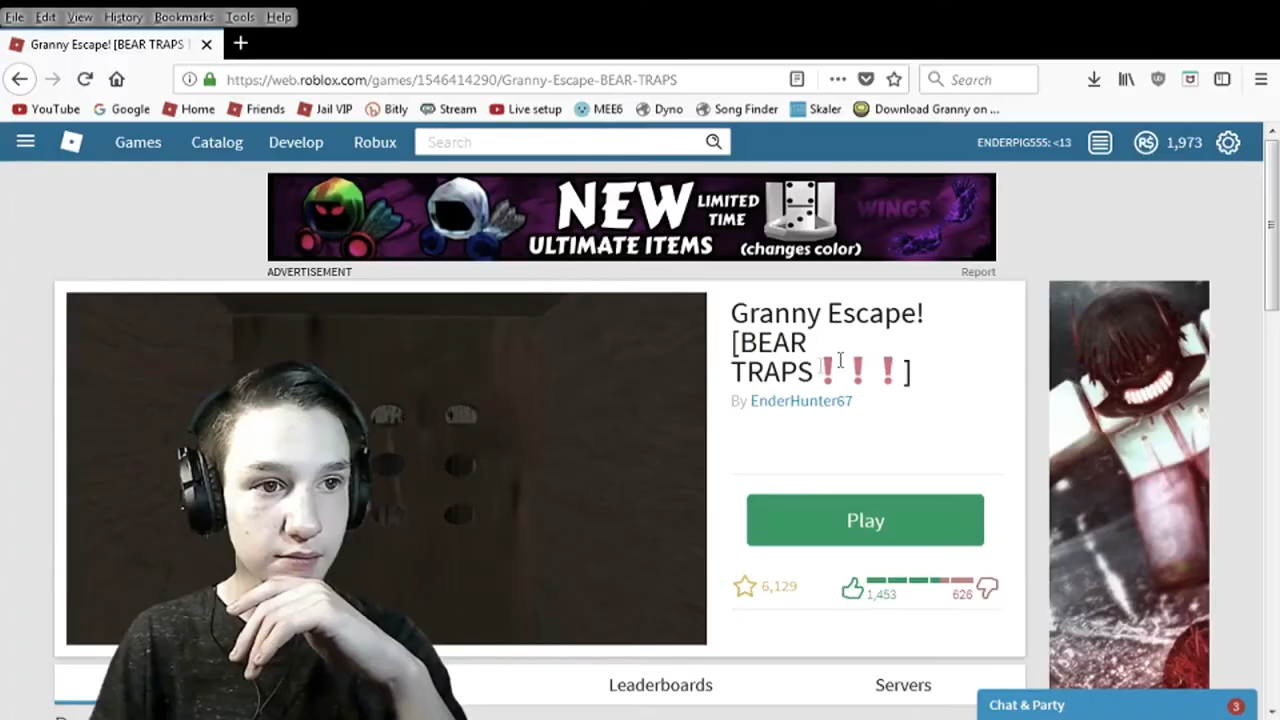 File Edit View History Bookmarks Tools Help
Granny Escape! [BEAR TRAPS
https://web.roblox.com/games/1546414290/Granny-Escape-BEAR-TRAPS
Search
YouTube Google Home Friends Jail VIP Bitly Stream Live setup MEE6 Dyno Song Finder Skaler Download Granny on ...
Games Catalog Develop Robux Search ENDERPIG555: <13 R$ 1,973
NEW LIMITED TIME
ULTIMATE ITEMS (changes color)
WINGS
ADVERTISEMENT Report
Granny Escape!
[BEAR
TRAPS❗❗❗]
By EnderHunter67
Play
6,129 1,453 626
Leaderboards Servers
Chat & Party 3